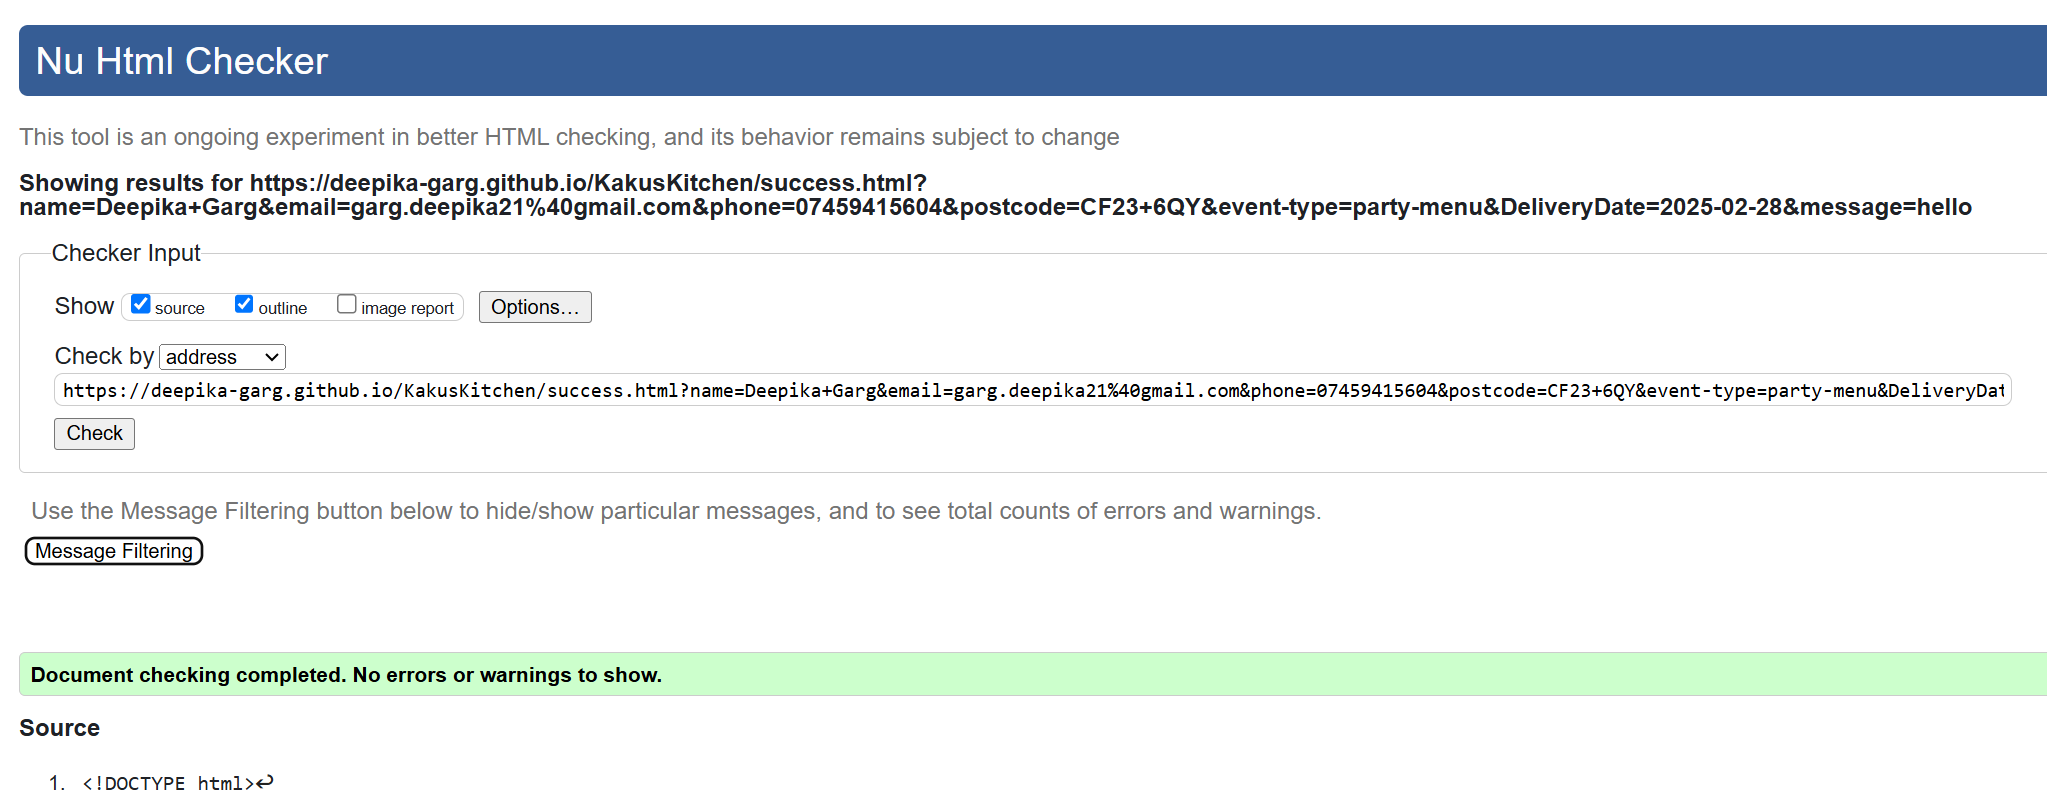 Nu Html Checker
This tool is an ongoing experiment in better HTML checking, and its behavior remains subject to change
Showing results for https://deepika-garg.github.io/KakusKitchen/success.html?
name=Deepika+Garg&email=garg.deepika21%40gmail.com&phone=07459415604&postcode=CF23+6QY&event-type=party-menu&DeliveryDate=2025-02-28&message=hello
Checker Input
Show source outline image report Options...
Check by address
https://deepika-garg.github.io/KakusKitchen/success.html?name=Deepika+Garg&email=garg.deepika21%40gmail.com&phone=07459415604&postcode=CF23+6QY&event-type=party-menu&DeliveryDat
Check
Use the Message Filtering button below to hide/show particular messages, and to see total counts of errors and warnings.
Message Filtering
Document checking completed. No errors or warnings to show.
Source
1. <!DOCTYPE html>↩